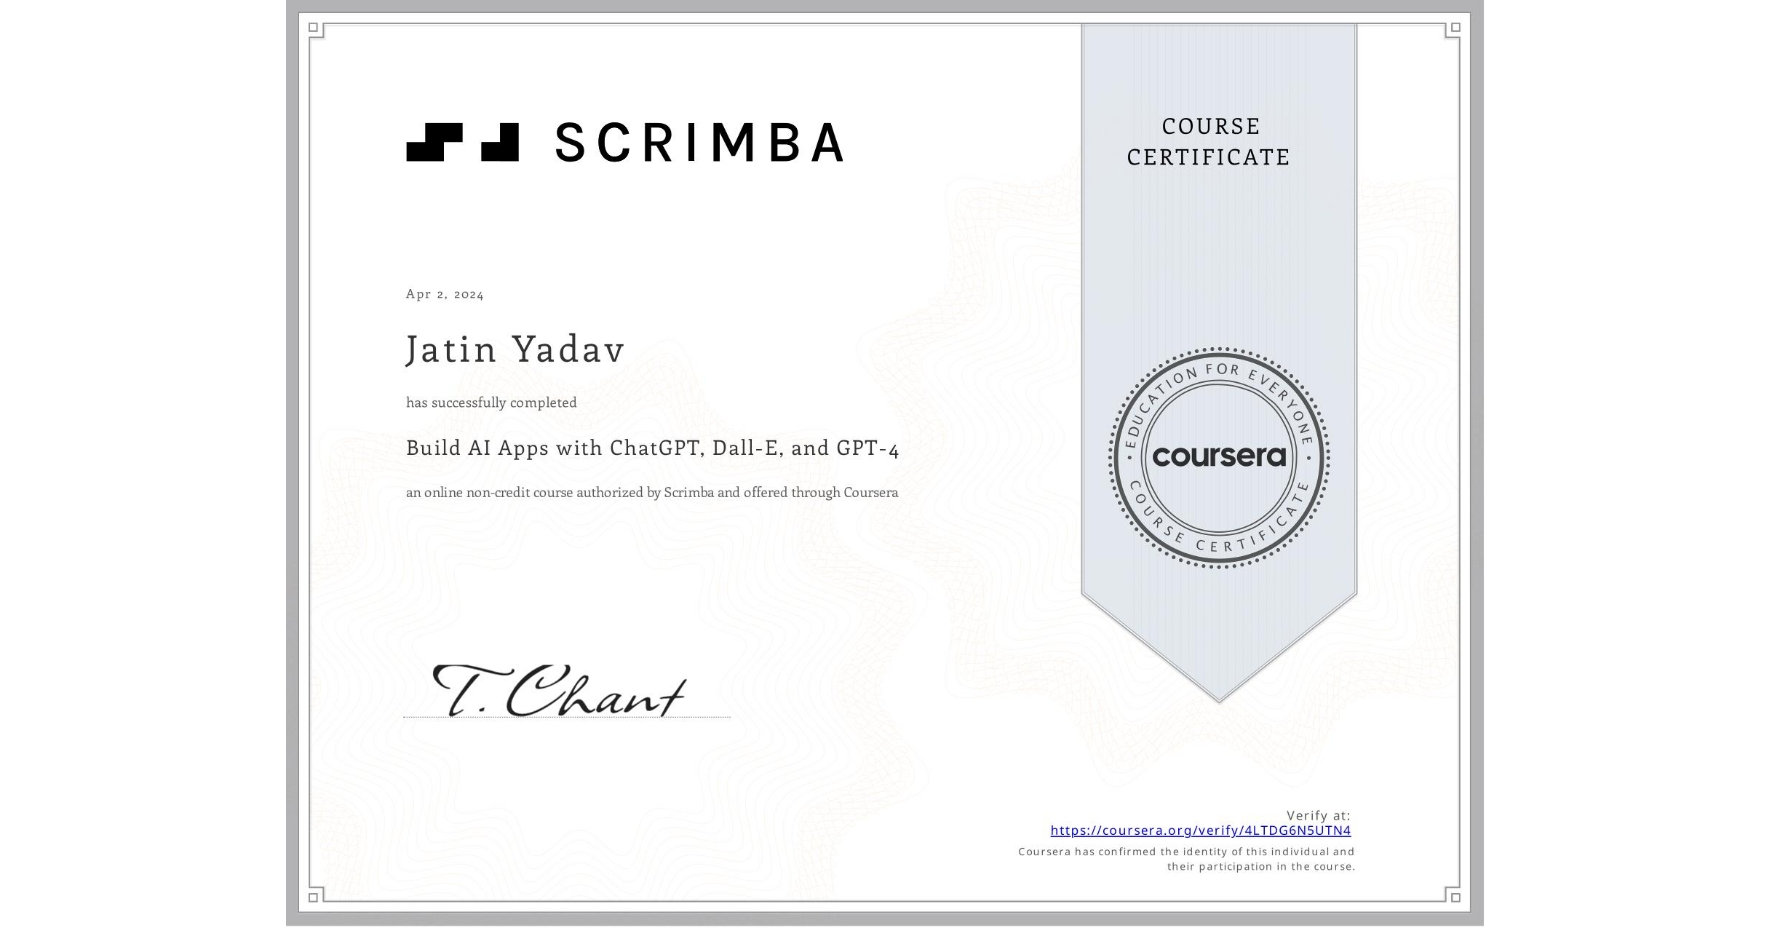 SCRIMBA
COURSE
CERTIFICATE
Apr 2, 2024
Jatin Yadav
has successfully completed
Build AI Apps with ChatGPT, Dall-E, and GPT-4
an online non-credit course authorized by Scrimba and offered through Coursera
EDUCATION FOR EVERYONE
coursera
COURSE CERTIFICATE
T. Chant
Verify at:
https://coursera.org/verify/4LTDG6N5UTN4
Coursera has confirmed the identity of this individual and
their participation in the course.